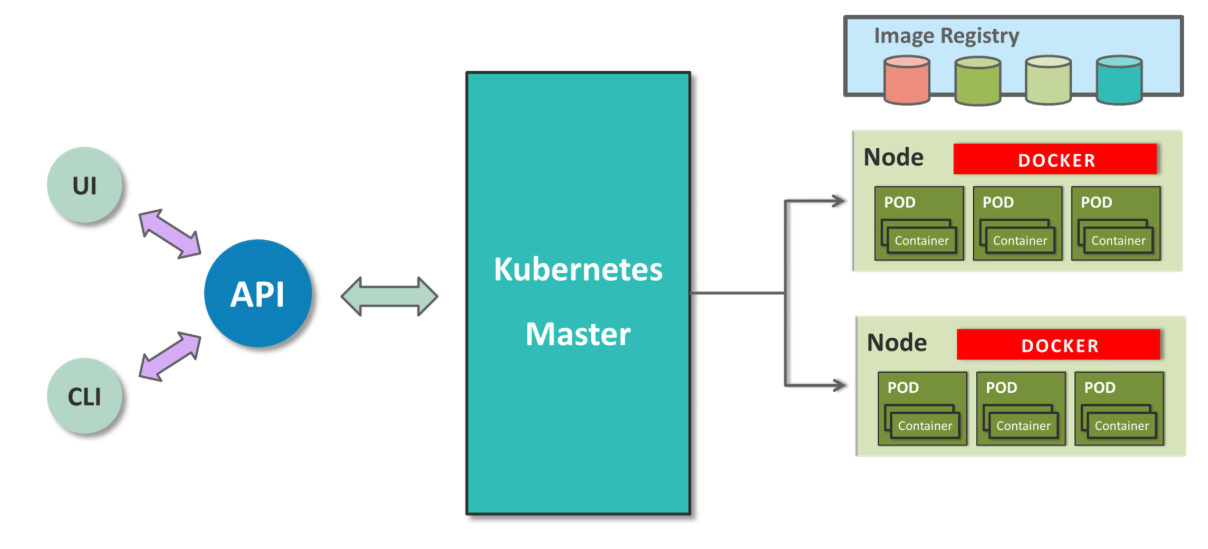 UI
CLI
API
Kubernetes
Master
Image Registry
Node
DOCKER
POD
Container
POD
Container
POD
Container
Node
DOCKER
POD
Container
POD
Container
POD
Container